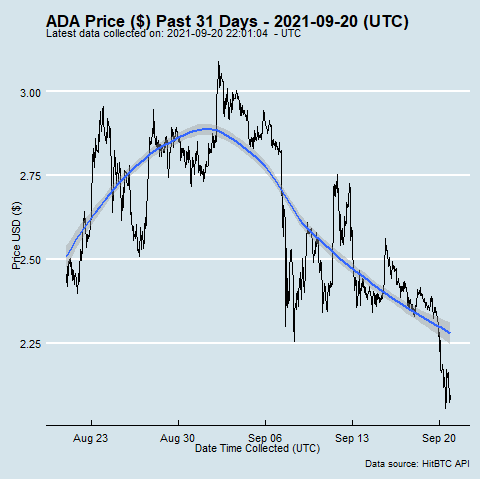 ADA Price ($) Past 31 Days - 2021-09-20 (UTC)
Latest data collected on: 2021-09-20 22:01:04 - UTC
Price USD ($)
3.00
2.75
2.50
2.25
Aug 23 Aug 30 Sep 06 Sep 13 Sep 20
Date Time Collected (UTC)
Data source: HitBTC API